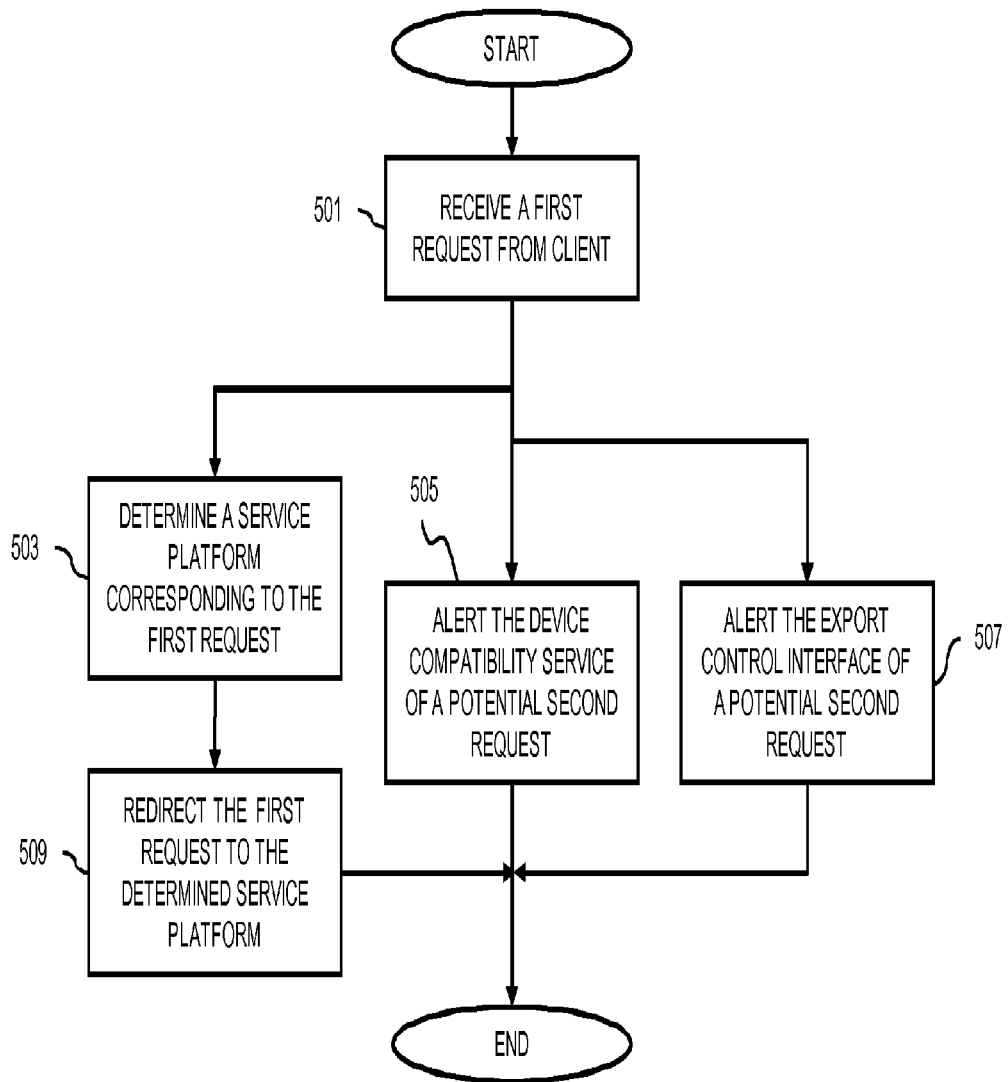 START
501
RECEIVE A FIRST
REQUEST FROM CLIENT
503
DETERMINE A SERVICE
PLATFORM
CORRESPONDING TO THE
FIRST REQUEST
505
ALERT THE DEVICE
COMPATIBILITY SERVICE
OF A POTENTIAL SECOND
REQUEST
ALERT THE EXPORT
CONTROL INTERFACE OF
A POTENTIAL SECOND
REQUEST
507
509
REDIRECT THE FIRST
REQUEST TO THE
DETERMINED SERVICE
PLATFORM
END